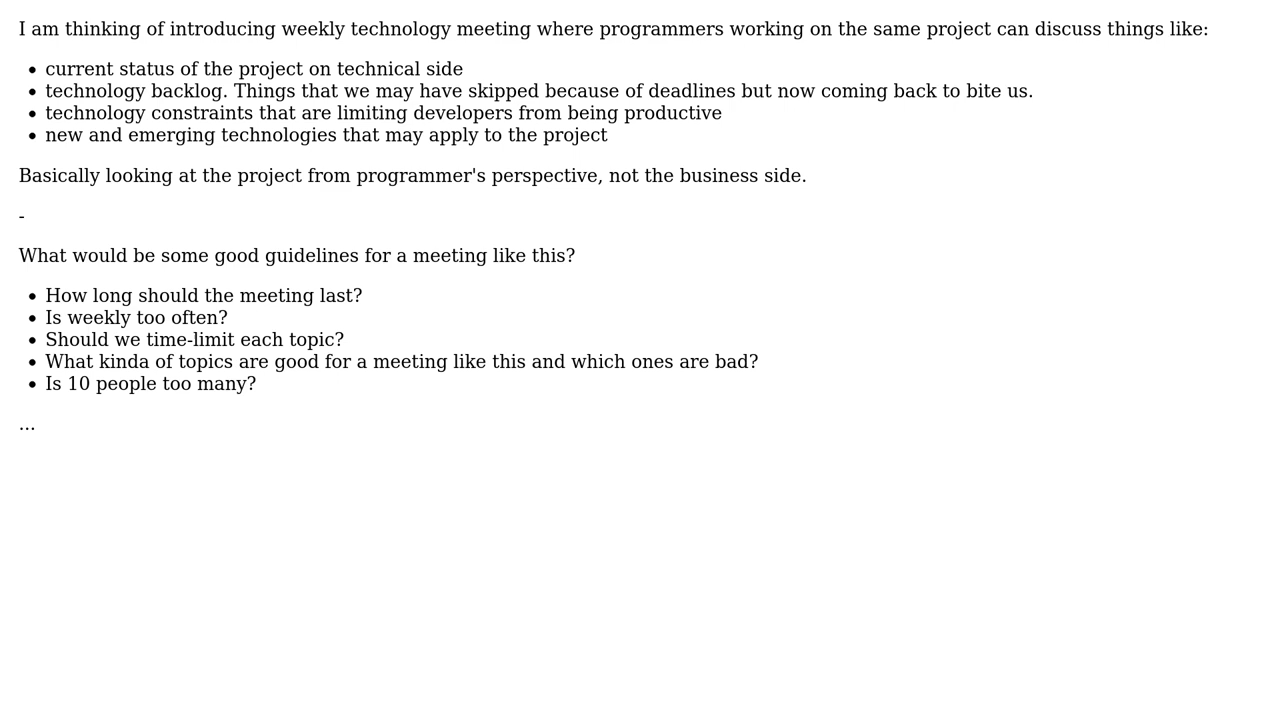 I am thinking of introducing weekly technology meeting where programmers working on the same project can discuss things like:
• current status of the project on technical side
• technology backlog. Things that we may have skipped because of deadlines but now coming back to bite us.
• technology constraints that are limiting developers from being productive
• new and emerging technologies that may apply to the project
Basically looking at the project from programmer's perspective, not the business side.
-
What would be some good guidelines for a meeting like this?
• How long should the meeting last?
• Is weekly too often?
• Should we time-limit each topic?
• What kinda of topics are good for a meeting like this and which ones are bad?
• Is 10 people too many?
...